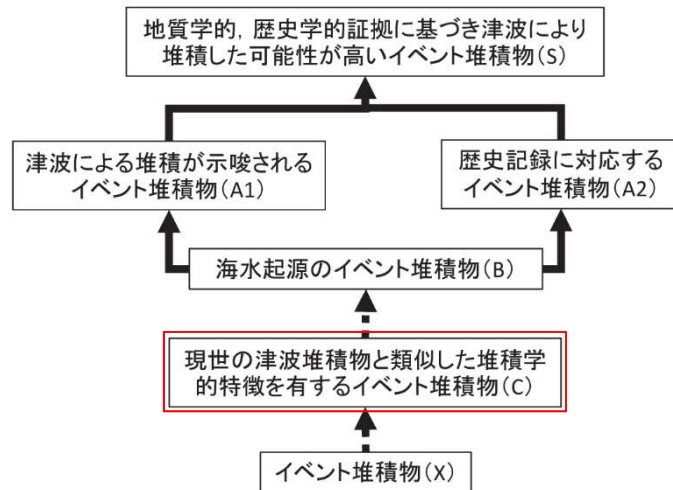 地質学的，歴史学的証拠に基づき津波により
堆積した可能性が高いイベント堆積物(S)
津波による堆積が示唆される
イベント堆積物(A1)
歴史記録に対応する
イベント堆積物(A2)
海水起源のイベント堆積物(B)
現世の津波堆積物と類似した堆積学
的特徴を有するイベント堆積物(C)
イベント堆積物(X)